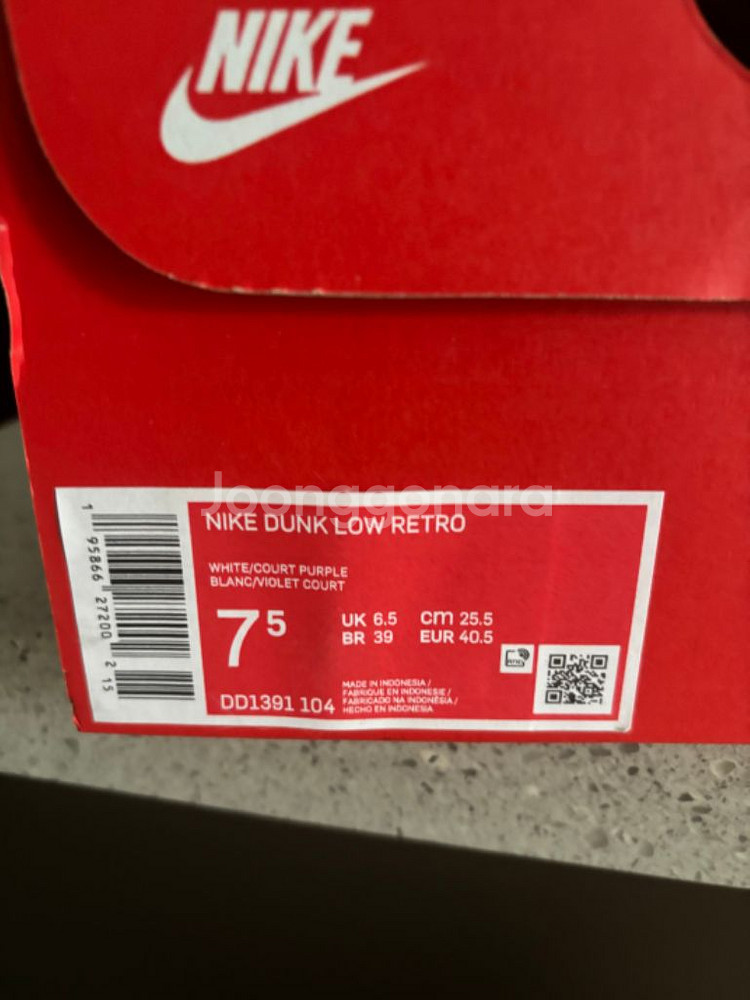 NIKE
Joonggonara
NIKE DUNK LOW RETRO
WHITE/COURT PURPLE
BLANC/VIOLET COURT
7 5
UK 6.5 cm 25.5
BR 39 EUR 40.5
DD1391 104
MADE IN INDONESIA /
FABRIQUE EN INDONESIE /
FABRICADO NA INDONÉSIA /
HECHO EN INDONESIA
1 95866 27200 2 15